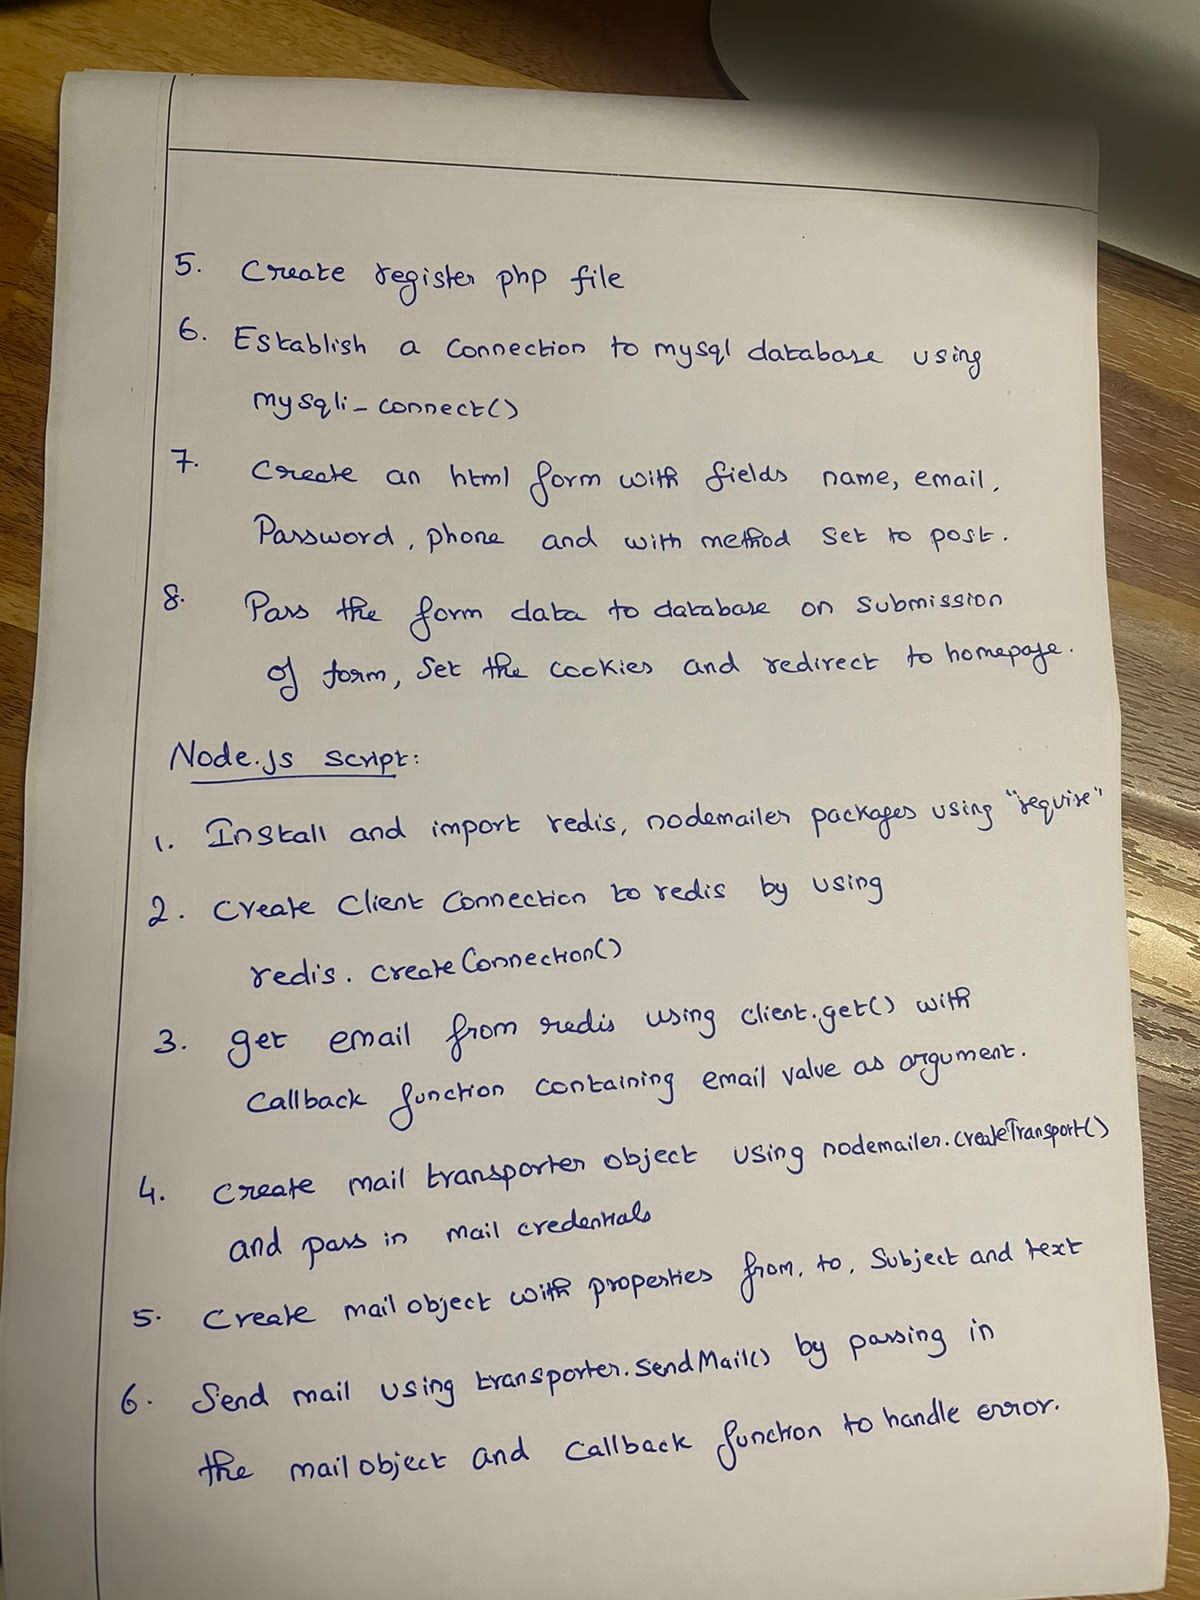 5. Create register php file
6. Establish a connection to mysql database using
mysqli_connect()
7. Create an html form with fields name, email,
Password, phone and with method set to post.
8. Pass the form data to database on submission
of form, set the cookies and redirect to homepage.
Node.js script:
1. Install and import redis, nodemailer packages using "require"
2. Create client connection to redis by using
redis.createConnection()
3. get email from redis using client.get() with
callback function containing email value as argument.
4. Create mail transporter object using nodemailer.createTransport()
and pass in mail credentials
5. Create mail object with properties from, to, subject and text
6. Send mail using transporter.sendMail() by passing in
the mail object and callback function to handle error.